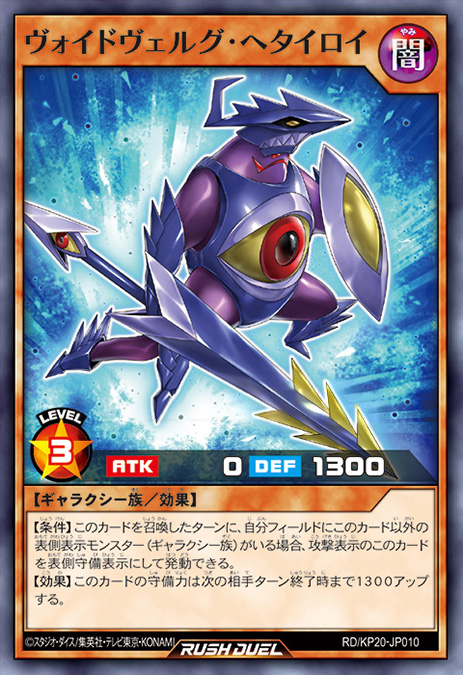 ヴォイドヴェルグ・ヘタイロイ
やみ
闇
LEVEL
3
ATK 0 DEF 1300
【ギャラクシー族／効果】
【条件】このカードを召喚したターンに、自分フィールドにこのカード以外の
表側表示モンスター（ギャラクシー族）がいる場合、攻撃表示のこのカード
を表側守備表示にして発動できる。
【効果】このカードの守備力は次の相手ターン終了時まで1300アップ
する。
©スタジオ・ダイス/集英社・テレビ東京・KONAMI
RUSH DUEL
RD/KP20-JP010